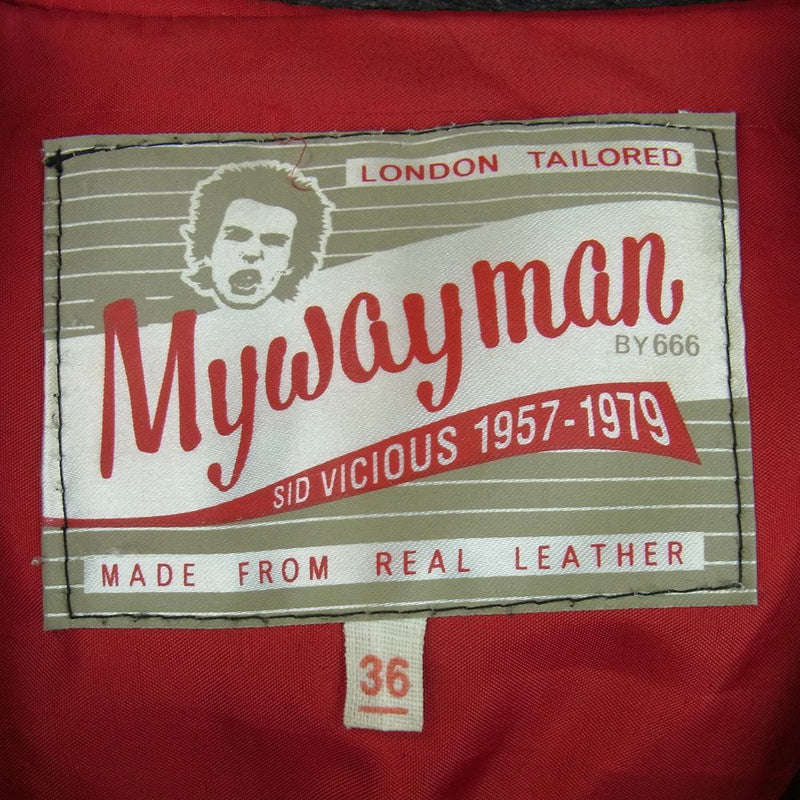 LONDON TAILORED
Mywayman
BY 666
SID VICIOUS 1957-1979
MADE FROM REAL LEATHER
36